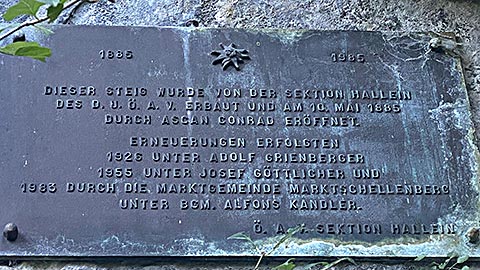 1885 1985
DIESER STEIG WURDE VON DER SEKTION HALLEIN
DES D. U. Ö. A. V. ERBAUT UND AM 10. MAI 1885
DURCH ASCAN CONRAD ERÖFFNET.
ERNEUERUNGEN ERFOLGTEN
1926 UNTER ADOLF GRIENBERGER
1955 UNTER JOSEF GÖTTLICHER UND
1983 DURCH DIE MARKTGEMEINDE MARKTSCHELLENBERG
UNTER BGM. ALFONS KANDLER.
Ö. A. V. SEKTION HALLEIN